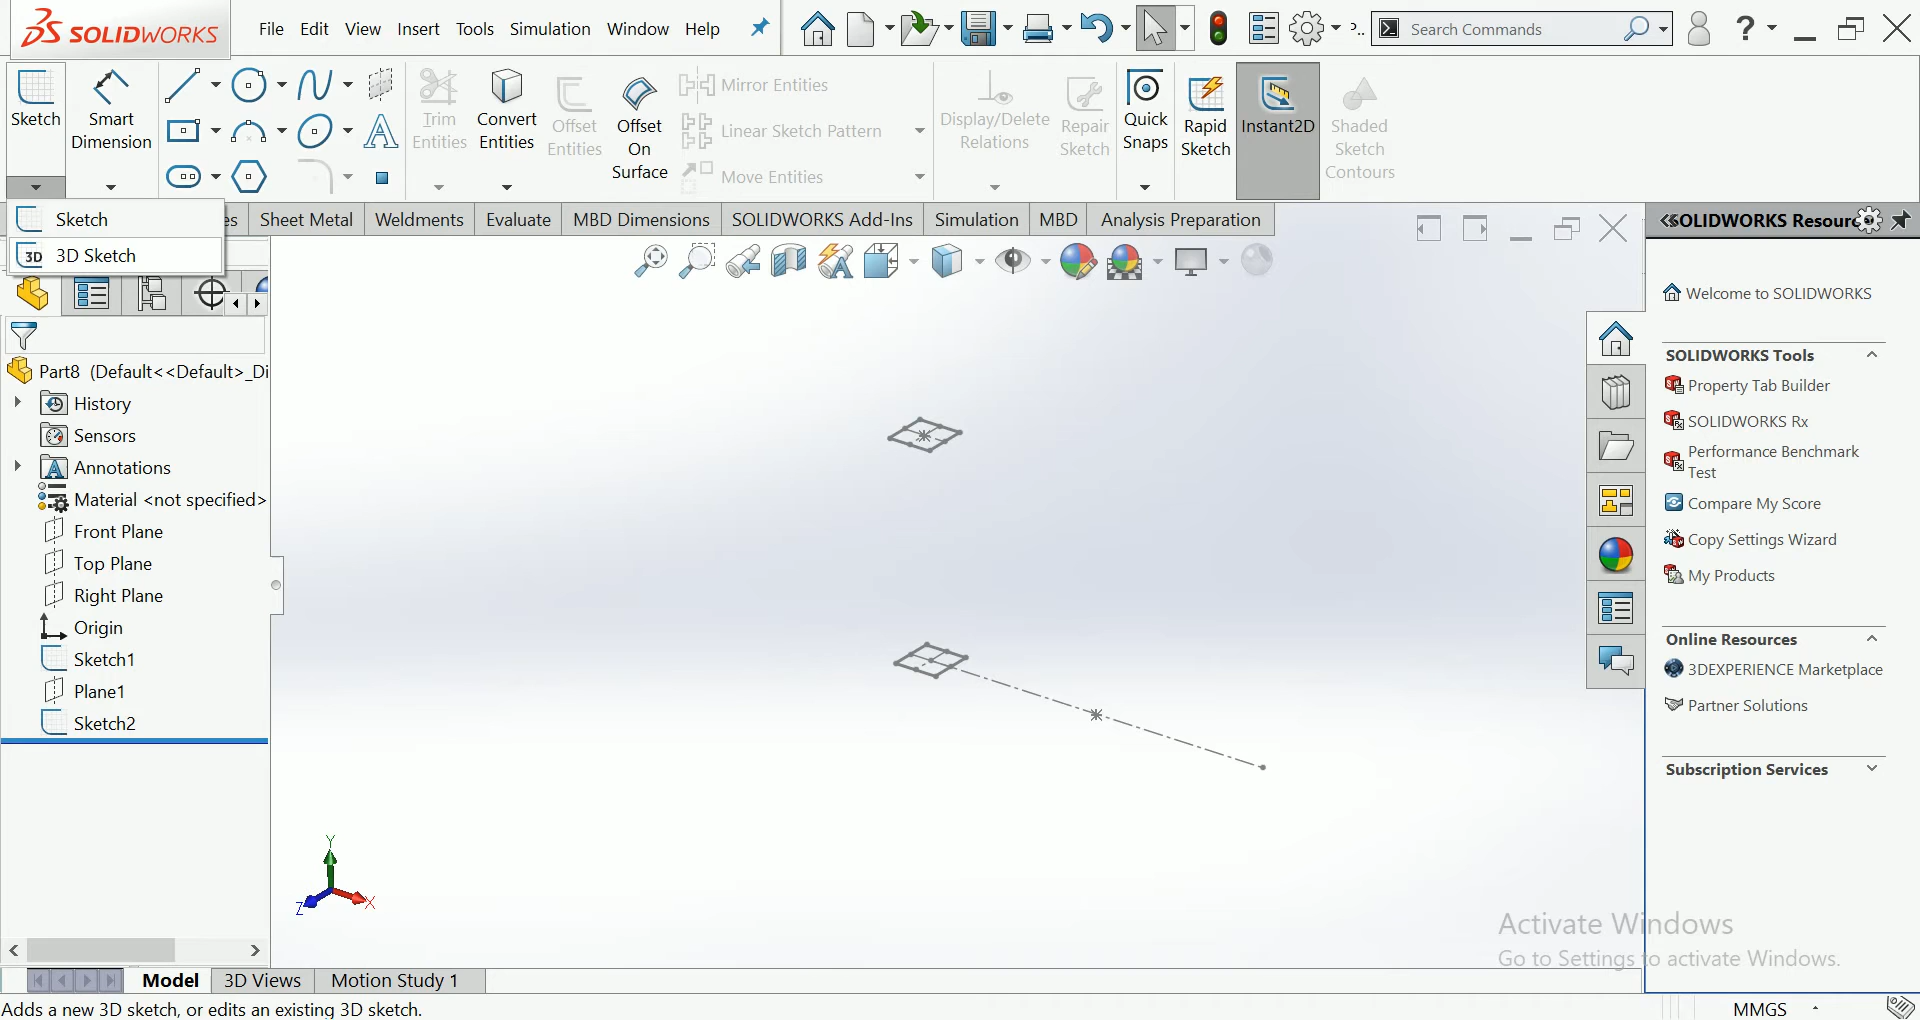 SOLIDWORKS File Edit View Insert Tools Simulation Window Help Search Commands ?
Sketch Smart Dimension Trim Entities Convert Entities Offset Entities Offset On Surface Mirror Entities Linear Sketch Pattern Move Entities Display/Delete Relations Repair Sketch Quick Snaps Rapid Sketch Instant2D Shaded Sketch Contours
es Sheet Metal Weldments Evaluate MBD Dimensions SOLIDWORKS Add-Ins Simulation MBD Analysis Preparation
Sketch
3D 3D Sketch
Part8 (Default<<Default>_Di
History
Sensors
Annotations
Material <not specified>
Front Plane
Top Plane
Right Plane
Origin
Sketch1
Plane1
Sketch2
Y
Z
X
SOLIDWORKS Resour
Welcome to SOLIDWORKS
SOLIDWORKS Tools
Property Tab Builder
SOLIDWORKS Rx
Performance Benchmark
Test
Compare My Score
Copy Settings Wizard
My Products
Online Resources
3DEXPERIENCE Marketplace
Partner Solutions
Subscription Services
Activate Windows
Go to Settings to activate Windows.
Model 3D Views Motion Study 1
Adds a new 3D sketch, or edits an existing 3D sketch.
MMGS